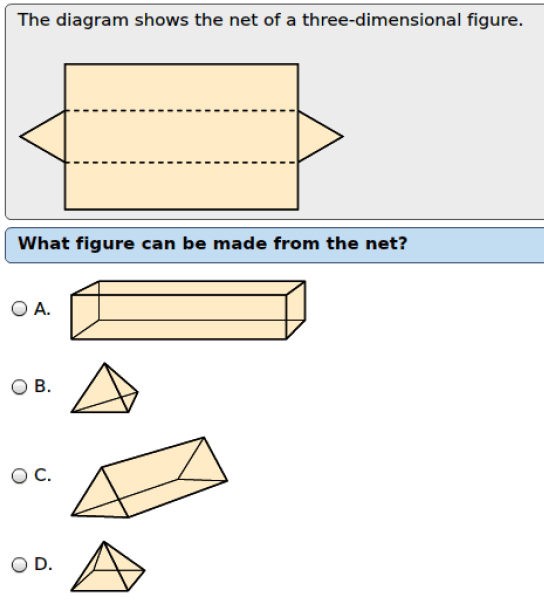 The diagram shows the net of a three-dimensional figure.
What figure can be made from the net?
A.
B.
C.
D.